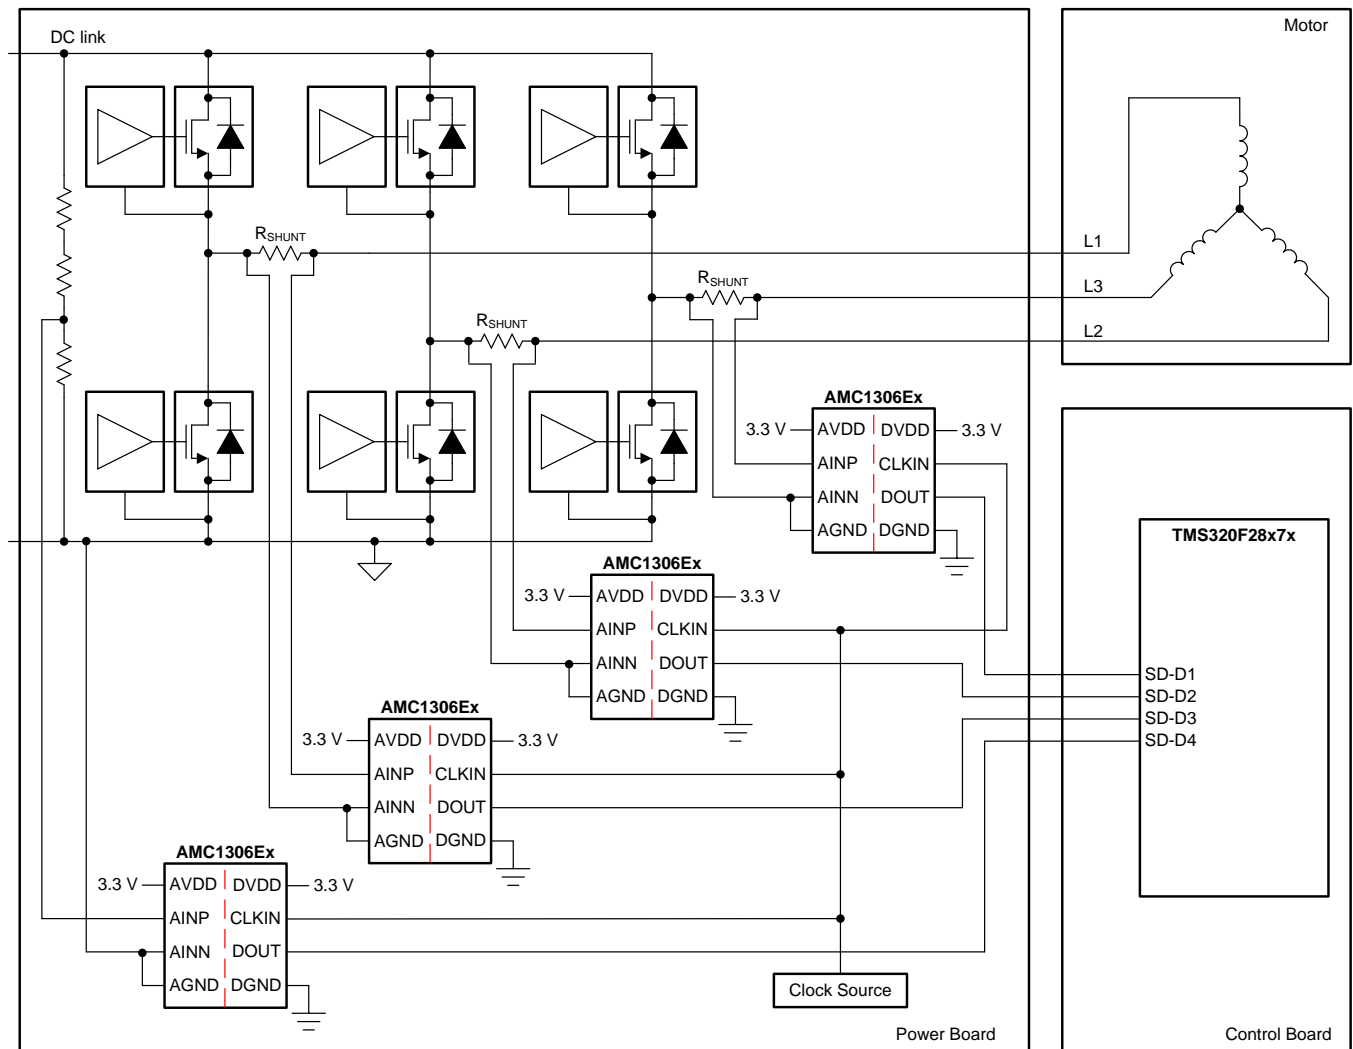 DC link
Motor
R_SHUNT
L1
R_SHUNT
L3
R_SHUNT
L2
AMC1306Ex
3.3 V AVDD DVDD 3.3 V
AINP CLKIN
AINN DOUT
AGND DGND
TMS320F28x7x
SD-D1
SD-D2
SD-D3
SD-D4
AMC1306Ex
3.3 V AVDD DVDD 3.3 V
AINP CLKIN
AINN DOUT
AGND DGND
AMC1306Ex
3.3 V AVDD DVDD 3.3 V
AINP CLKIN
AINN DOUT
AGND DGND
AMC1306Ex
3.3 V AVDD DVDD 3.3 V
AINP CLKIN
AINN DOUT
AGND DGND
Clock Source
Power Board
Control Board